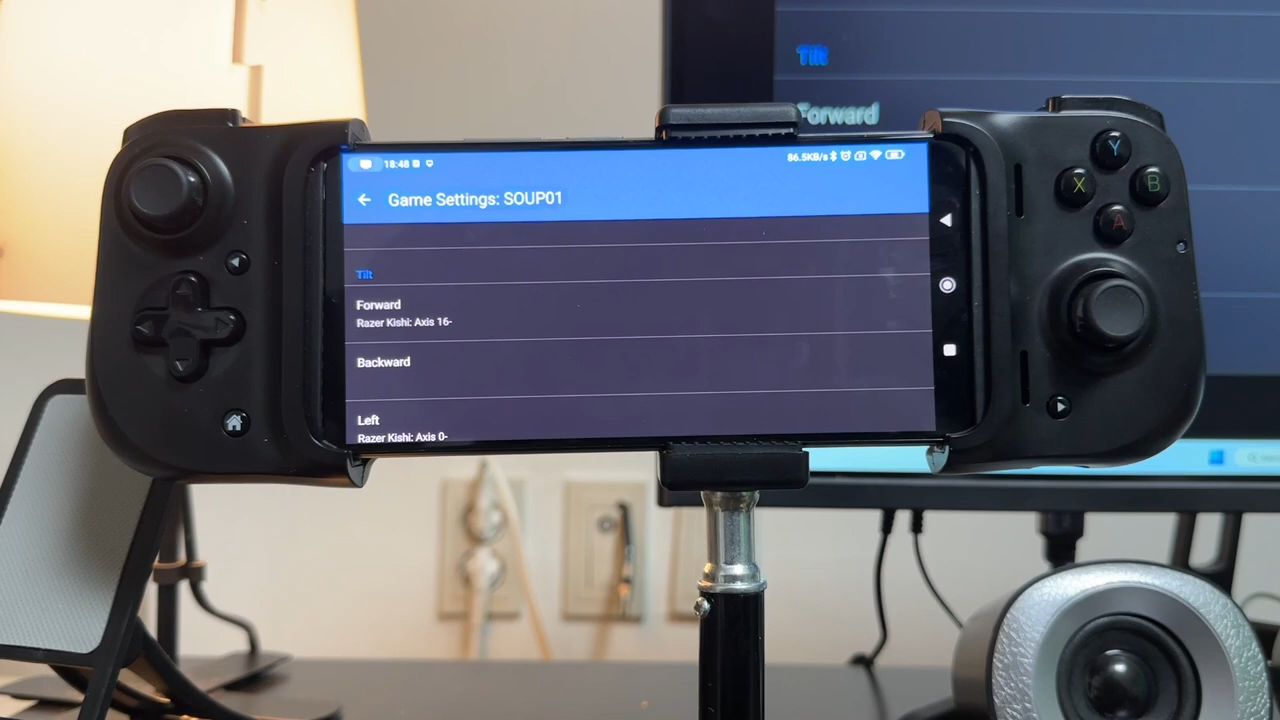 Tilt
Forward
18:48
86.5KB/s
Game Settings: SOUP01
Tilt
Forward
Razer Kishi: Axis 16-
Backward
Left
Razer Kishi: Axis 0-
Y
X
B
A